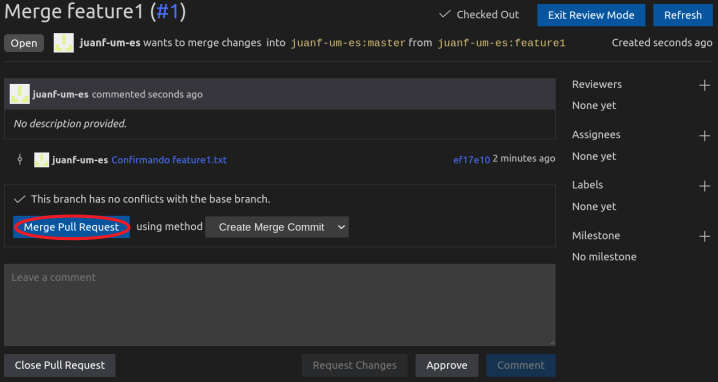 Merge feature1 (#1)
Checked Out
Exit Review Mode
Refresh
Open
juanf-um-es wants to merge changes into juanf-um-es:master from juanf-um-es:feature1
Created seconds ago
juanf-um-es commented seconds ago
No description provided.
juanf-um-es Confirmando feature1.txt
ef17e10 2 minutes ago
This branch has no conflicts with the base branch.
Merge Pull Request using method Create Merge Commit
Leave a comment
Close Pull Request
Request Changes
Approve
Comment
Reviewers
None yet
Assignees
None yet
Labels
None yet
Milestone
No milestone